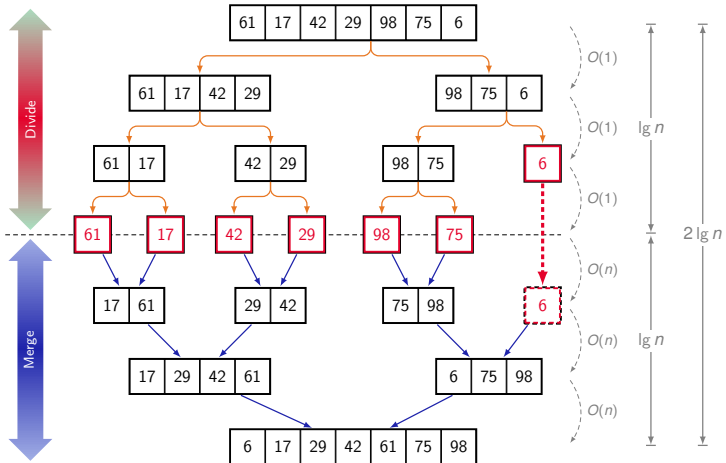 61 17 42 29 98 75 6
O(1)
61 17 42 29
98 75 6
Divide
O(1)
lg n
61 17
42 29
98 75
6
O(1)
61
17
42
29
98
75
2 lg n
O(n)
17 61
29 42
75 98
6
Merge
O(n)
lg n
17 29 42 61
6 75 98
O(n)
6 17 29 42 61 75 98